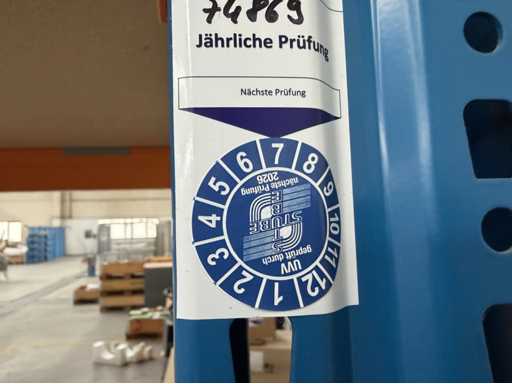 74869
Jährliche Prüfung
Nächste Prüfung
1 2 3 4 5 6 7 8 9 10 11 12
nächste Prüfung
2026
STUBE
geprüft durch
UVV